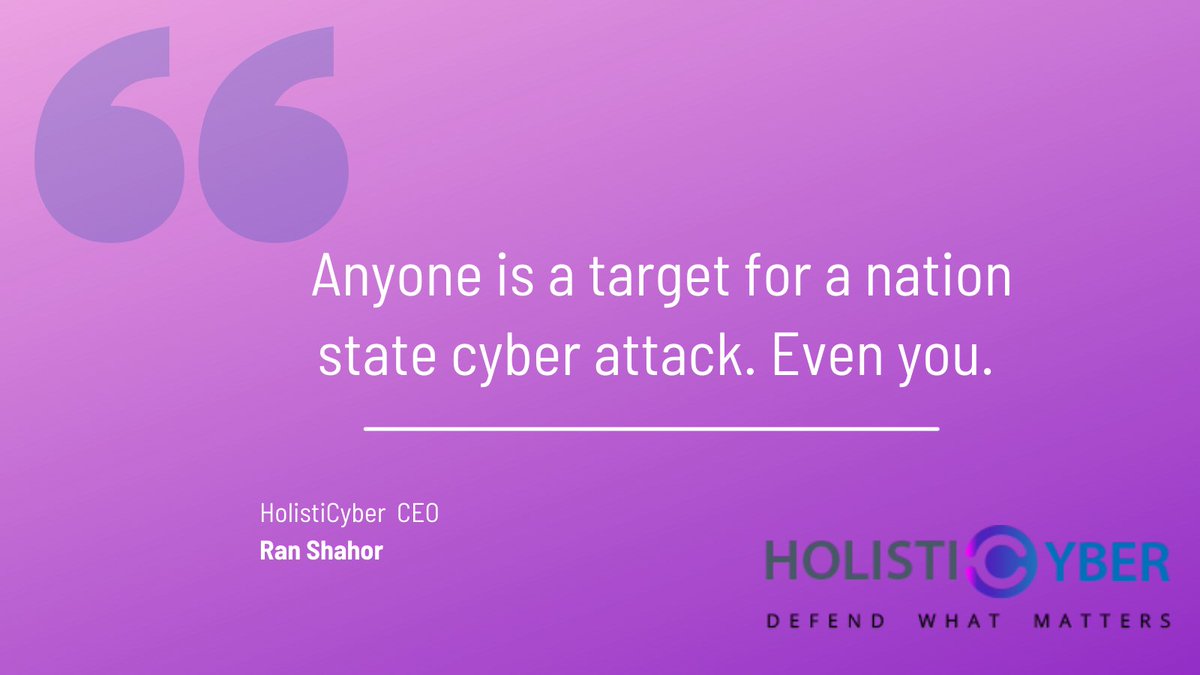 Anyone is a target for a nation
state cyber attack. Even you.
HolistiCyber CEO
Ran Shahor
HOLISTICYBER
DEFEND WHAT MATTERS